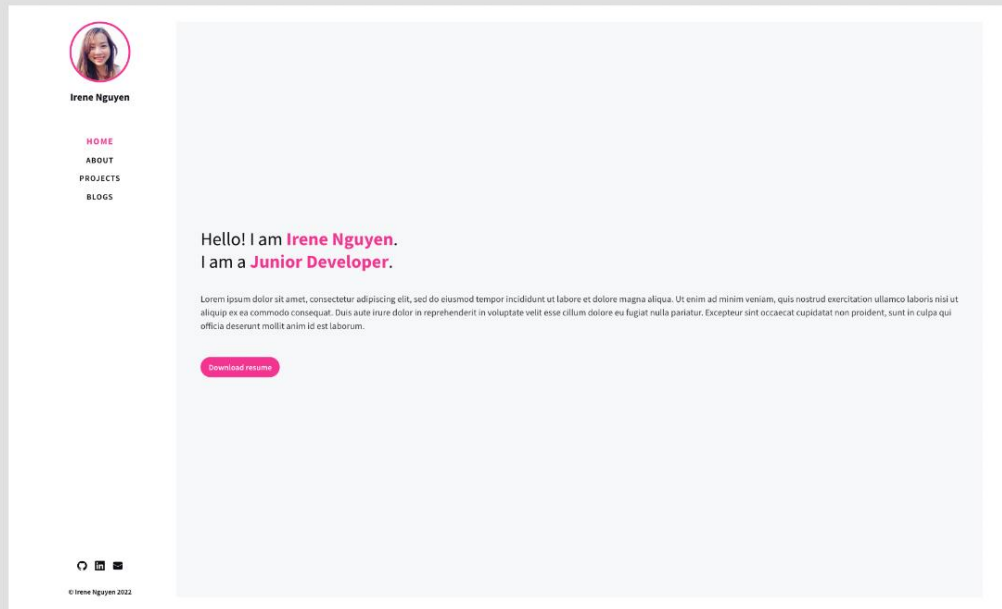 Irene Nguyen
HOME
ABOUT
PROJECTS
BLOGS
Hello! I am Irene Nguyen.
I am a Junior Developer.
Lorem ipsum dolor sit amet, consectetur adipiscing elit, sed do eiusmod tempor incididunt ut labore et dolore magna aliqua. Ut enim ad minim veniam, quis nostrud exercitation ullamco laboris nisi ut
aliquip ex ea commodo consequat. Duis aute irure dolor in reprehenderit in voluptate velit esse cillum dolore eu fugiat nulla pariatur. Excepteur sint occaecat cupidatat non proident, sunt in culpa qui
officia deserunt mollit anim id est laborum.
Download resume
© Irene Nguyen 2022